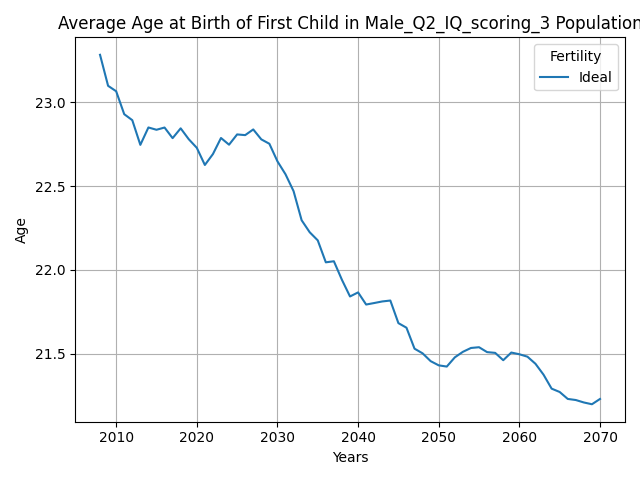 Average Age at Birth of First Child in Male_Q2_IQ_scoring_3 Population
Fertility
Ideal
Age
23.0
22.5
22.0
21.5
2010 2020 2030 2040 2050 2060 2070
Years